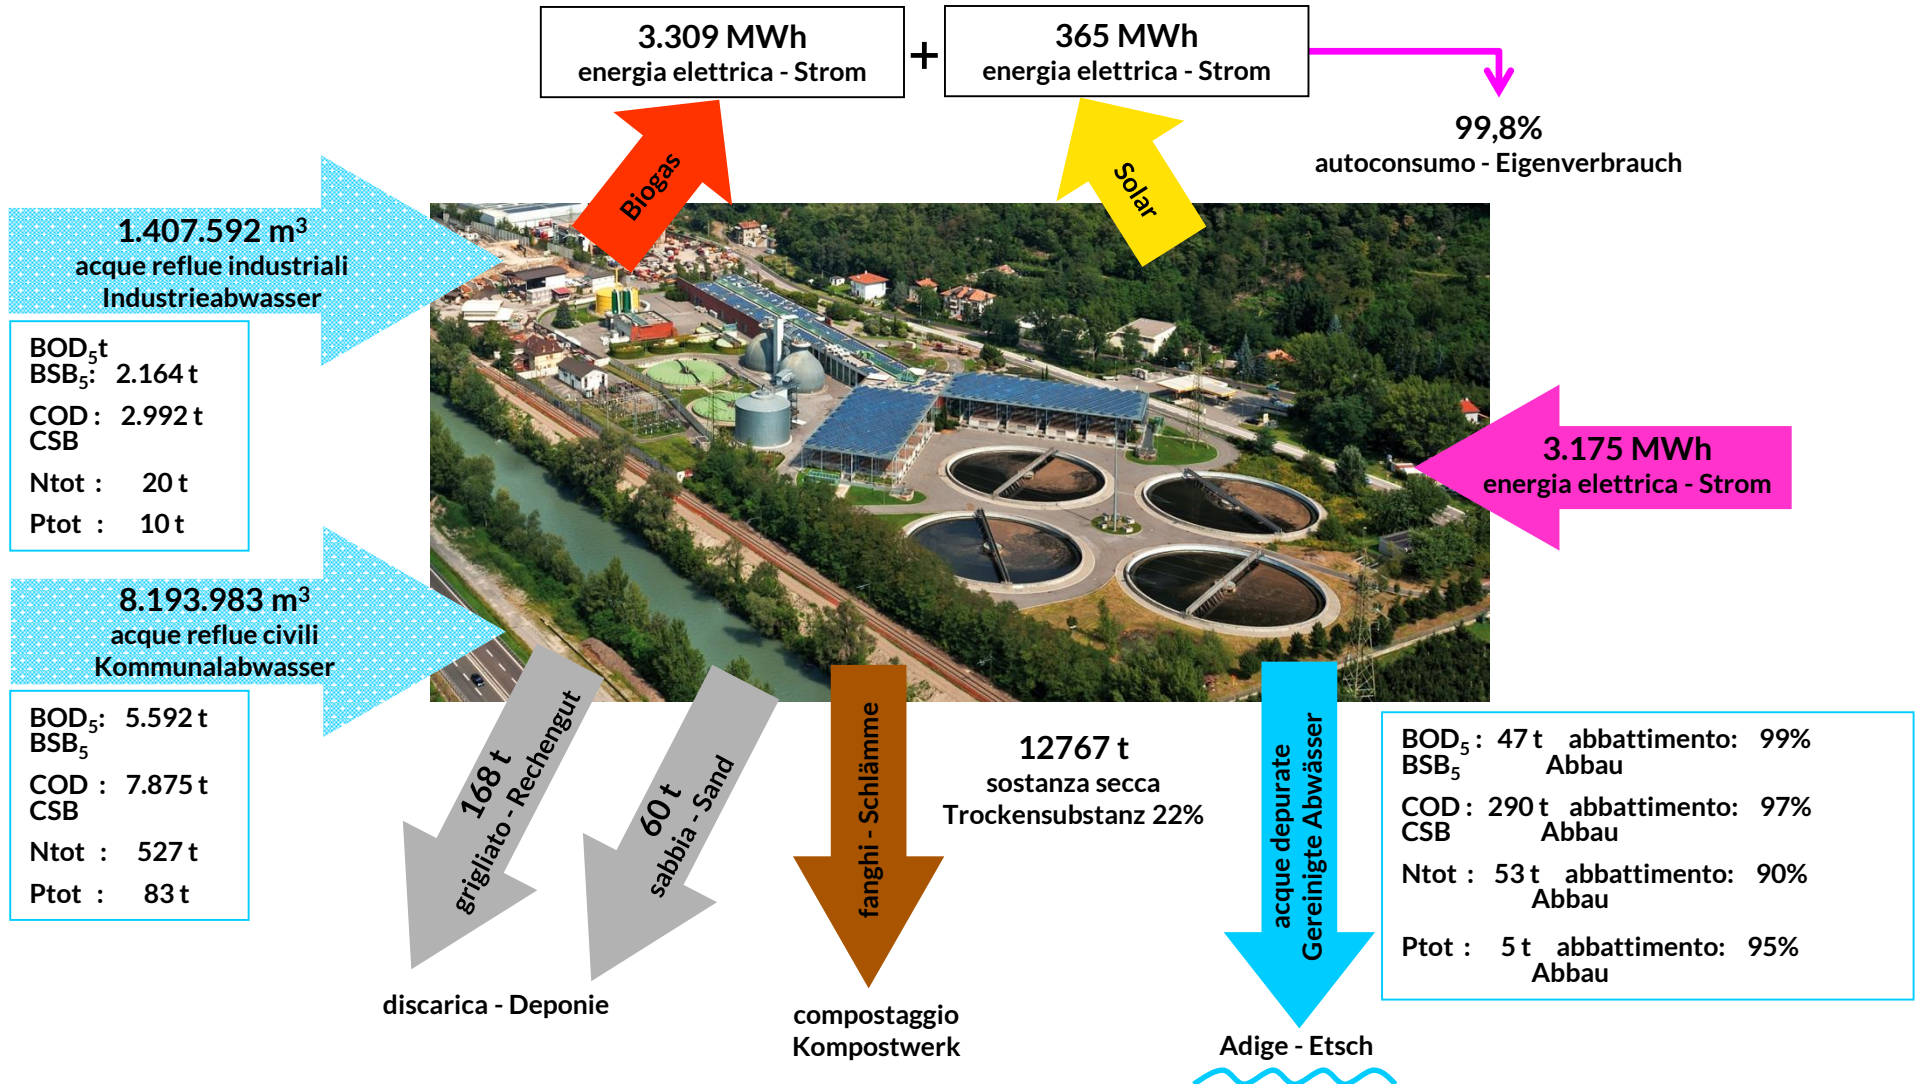 3.309 MWh
energia elettrica - Strom
+
365 MWh
energia elettrica - Strom
99,8%
autoconsumo - Eigenverbrauch
Biogas
Solar
1.407.592 m³
acque reflue industriali
Industrieabwasser
BOD₅t
BSB₅: 2.164 t
COD : 2.992 t
CSB
Ntot : 20 t
Ptot : 10 t
3.175 MWh
energia elettrica - Strom
8.193.983 m³
acque reflue civili
Kommunalabwasser
BOD₅: 5.592 t
BSB₅
COD : 7.875 t
CSB
Ntot : 527 t
Ptot : 83 t
168 t
grigliato - Rechengut
60 t
sabbia - Sand
discarica - Deponie
fanghi - Schlämme
12767 t
sostanza secca
Trockensubstanz 22%
compostaggio
Kompostwerk
acque depurate
Gereinigte Abwässer
Adige - Etsch
BOD₅ : 47 t abbattimento: 99%
BSB₅ Abbau
COD : 290 t abbattimento: 97%
CSB Abbau
Ntot : 53 t abbattimento: 90%
Abbau
Ptot : 5 t abbattimento: 95%
Abbau